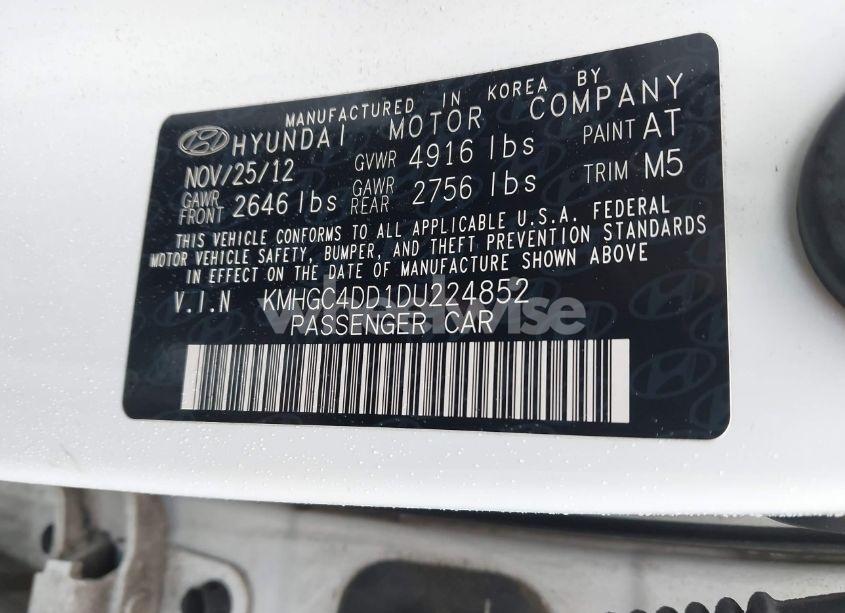 MANUFACTURED IN KOREA BY
HYUNDAI MOTOR COMPANY
NOV/25/12 GVWR 4916 lbs PAINT AT
GAWR FRONT 2646 lbs GAWR REAR 2756 lbs TRIM M5
THIS VEHICLE CONFORMS TO ALL APPLICABLE U.S.A. FEDERAL
MOTOR VEHICLE SAFETY, BUMPER, AND THEFT PREVENTION STANDARDS
IN EFFECT ON THE DATE OF MANUFACTURE SHOWN ABOVE
V.I.N KMHGC4DD1DU224852
wheelwise
PASSENGER CAR